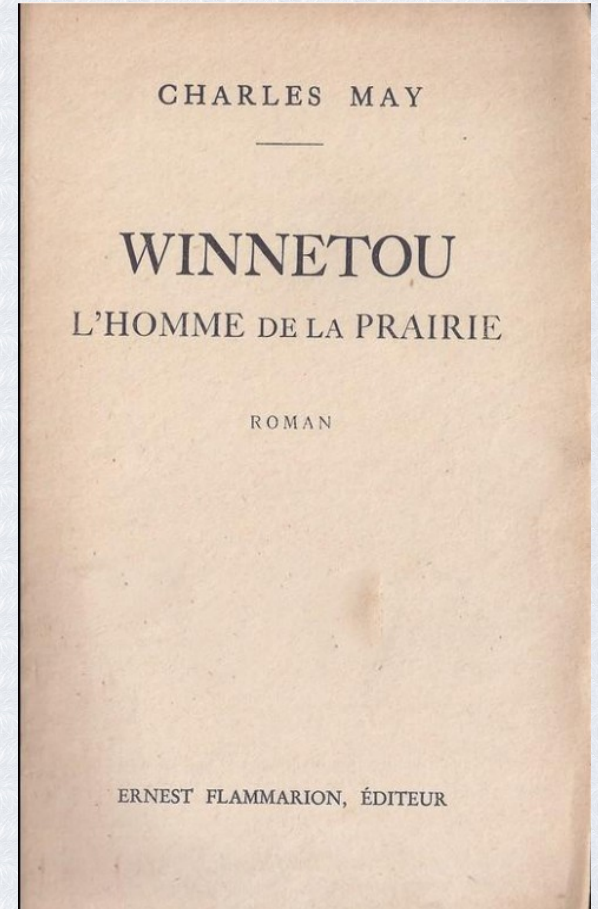 CHARLES MAY
WINNETOU
L'HOMME DE LA PRAIRIE
ROMAN
ERNEST FLAMMARION, ÉDITEUR